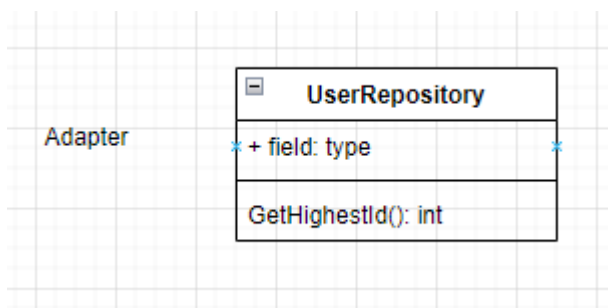 UserRepository
Adapter
+ field: type
GetHighestId(): int